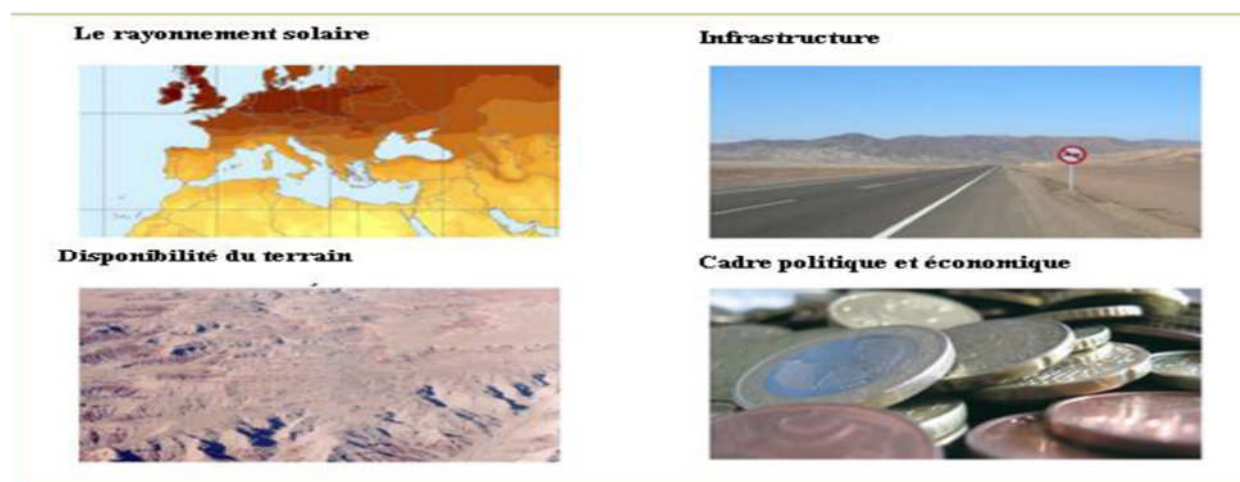 Le rayonnement solaire
Infrastructure
Disponibilité du terrain
Cadre politique et économique